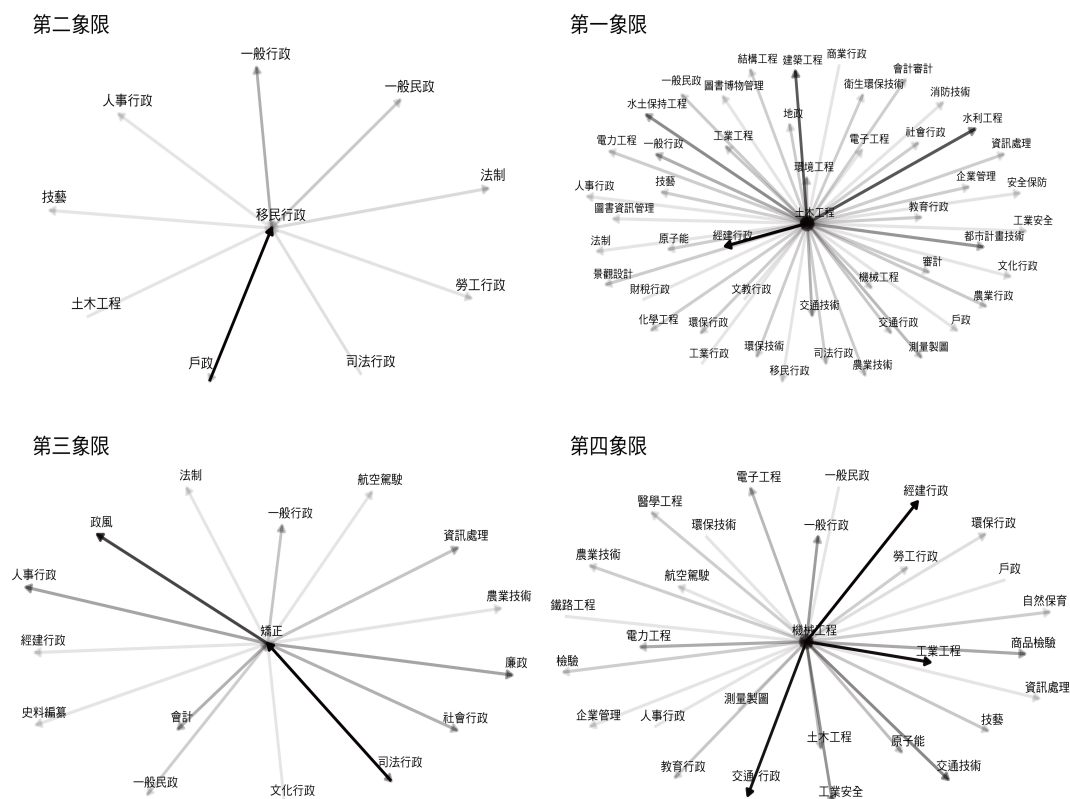 第二象限
一般行政
一般民政
人事行政
法制
技藝
移民行政
勞工行政
土木工程
戶政
司法行政
第一象限
結構工程
建築工程
商業行政
會計審計
一般民政
圖書博物管理
衛生環保技術
消防技術
水土保持工程
地政
水利工程
電力工程
一般行政
工業工程
電子工程
社會行政
資訊處理
環境工程
人事行政
技藝
企業管理
安全保防
圖書資訊管理
土木工程
教育行政
工業安全
法制
原子能
經建行政
都市計畫技術
景觀設計
審計
文化行政
財稅行政
文教行政
機械工程
農業行政
化學工程
環保行政
交通技術
交通行政
戶政
工業行政
環保技術
司法行政
測量製圖
移民行政
農業技術
第三象限
法制
航空駕駛
政風
一般行政
資訊處理
人事行政
農業技術
經建行政
矯正
廉政
史料編纂
會計
社會行政
一般民政
文化行政
司法行政
第四象限
電子工程
一般民政
經建行政
醫學工程
環保技術
一般行政
環保行政
農業技術
航空駕駛
勞工行政
戶政
鐵路工程
自然保育
電力工程
機械工程
商品檢驗
檢驗
工業工程
資訊處理
企業管理
人事行政
測量製圖
技藝
土木工程
原子能
教育行政
交通行政
交通技術
工業安全